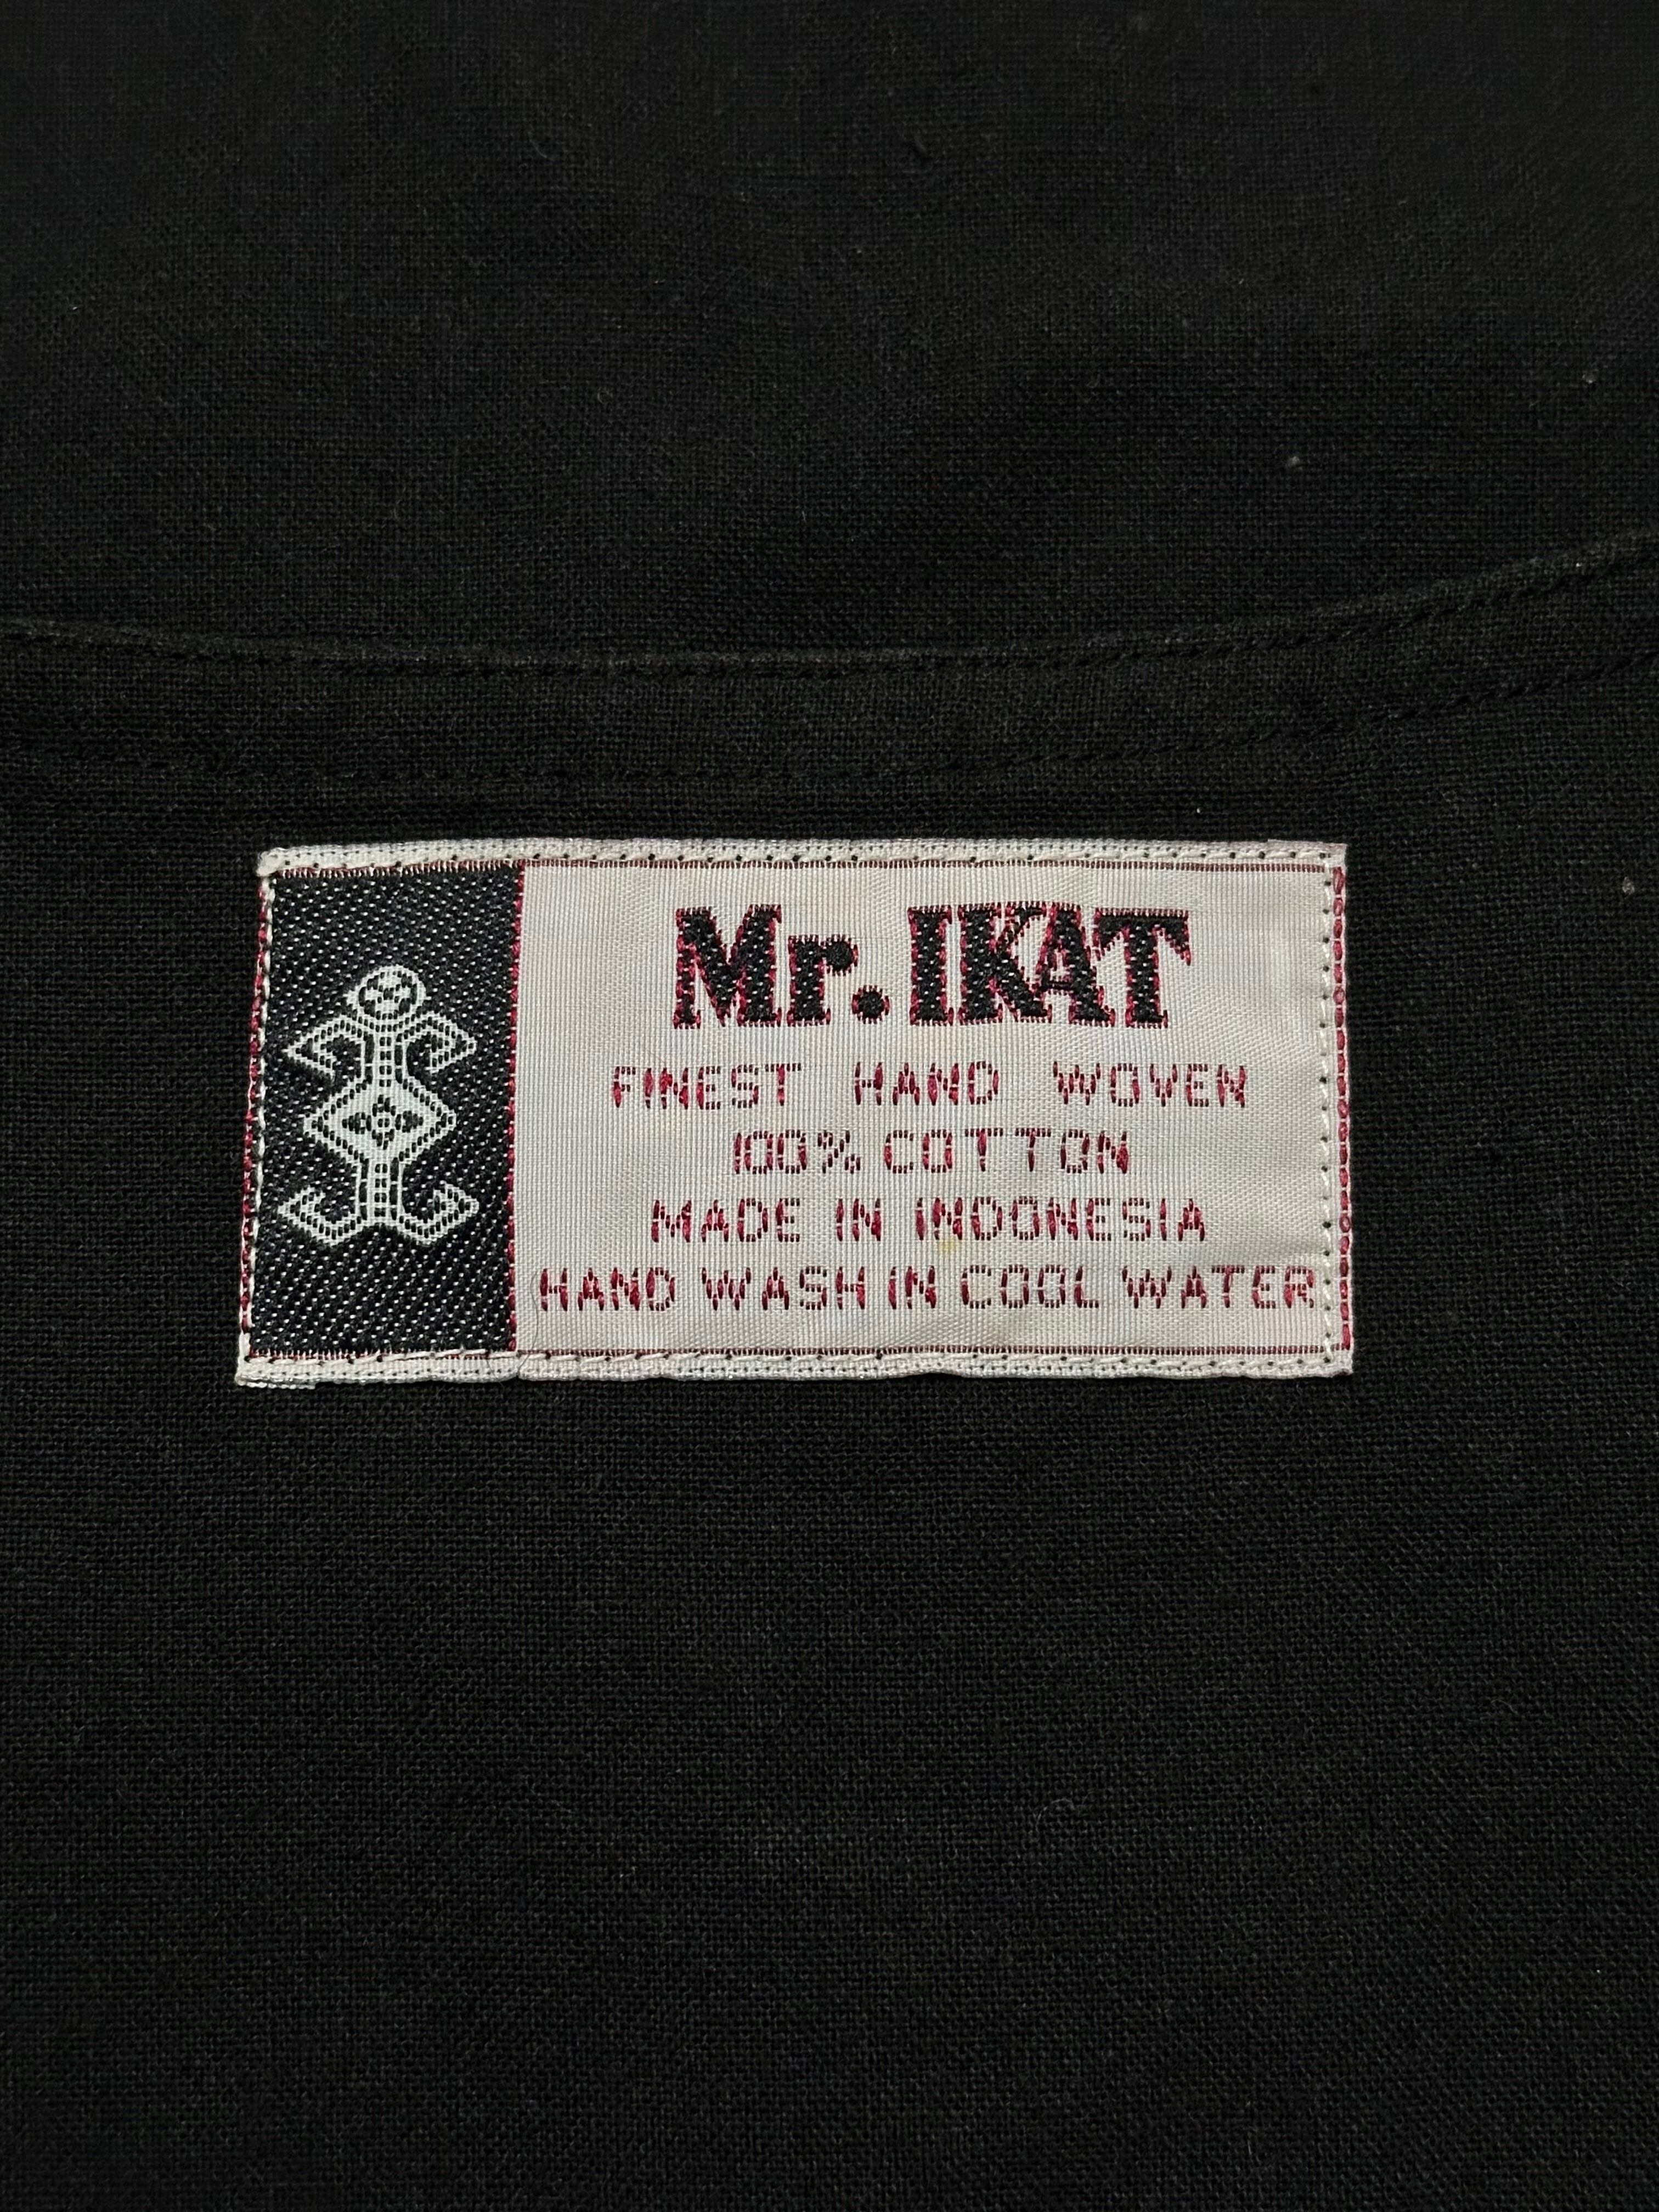 Mr. IKAT
FINEST HAND WOVEN
100% COTTON
MADE IN INDONESIA
HAND WASH IN COOL WATER